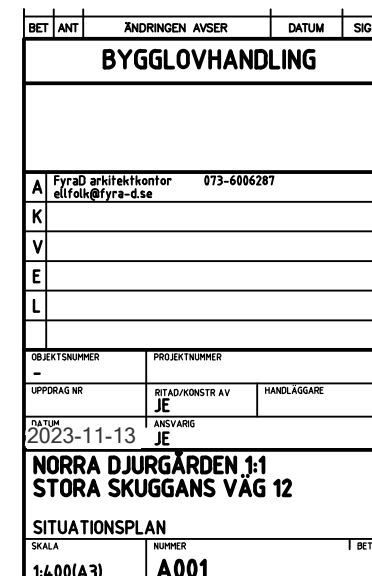 BET ANT ÄNDRINGEN AVSER DATUM SIG
BYGGLOVHANDLING
A FyraD arkitektkontor 073-6006287
ellfolk@fyra-d.se
K
V
E
L
OBJEKTSNUMMER PROJEKTNUMMER
-
UPPDRAG NR RITAD/KONSTR AV HANDLÄGGARE
JE
DATUM ANSVARIG
2023-11-13 JE
NORRA DJURGÅRDEN 1:1
STORA SKUGGANS VÄG 12
SITUATIONSPLAN
SKALA NUMMER BET
1:400(A3) A001